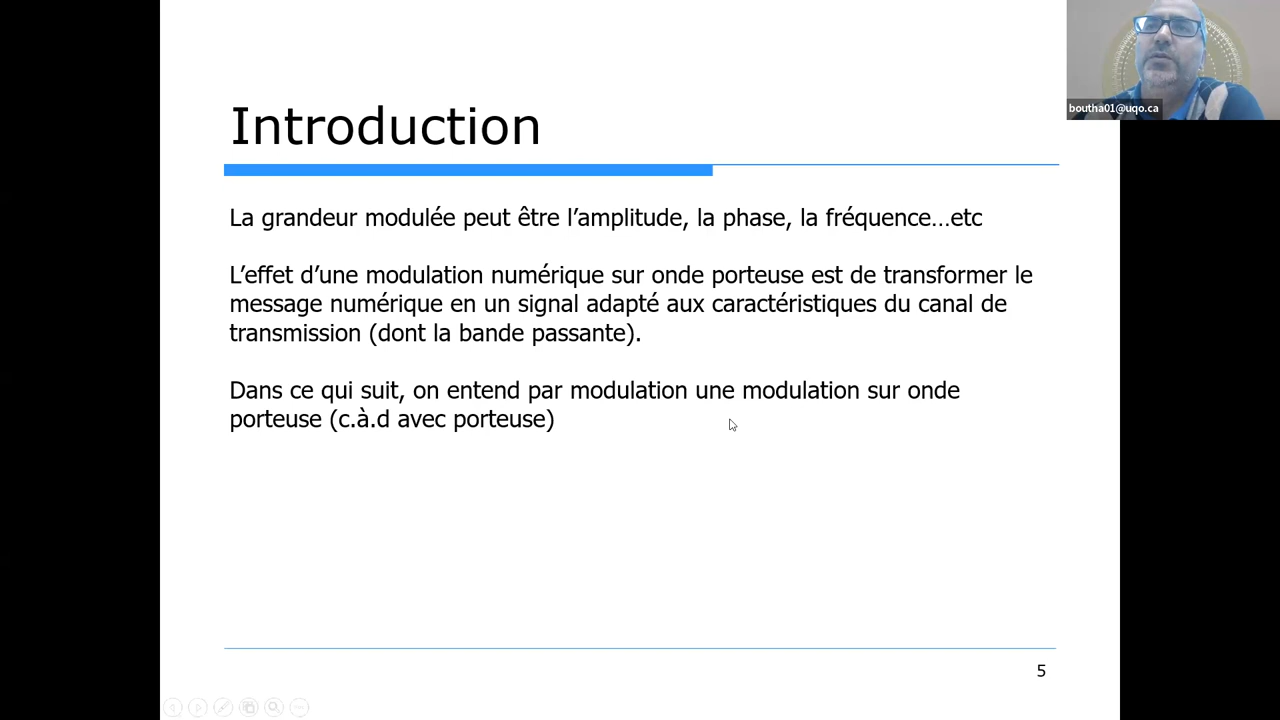 boutha01@uqo.ca
Introduction
La grandeur modulée peut être l’amplitude, la phase, la fréquence…etc
L’effet d’une modulation numérique sur onde porteuse est de transformer le
message numérique en un signal adapté aux caractéristiques du canal de
transmission (dont la bande passante).
Dans ce qui suit, on entend par modulation une modulation sur onde
porteuse (c.à.d avec porteuse)
5